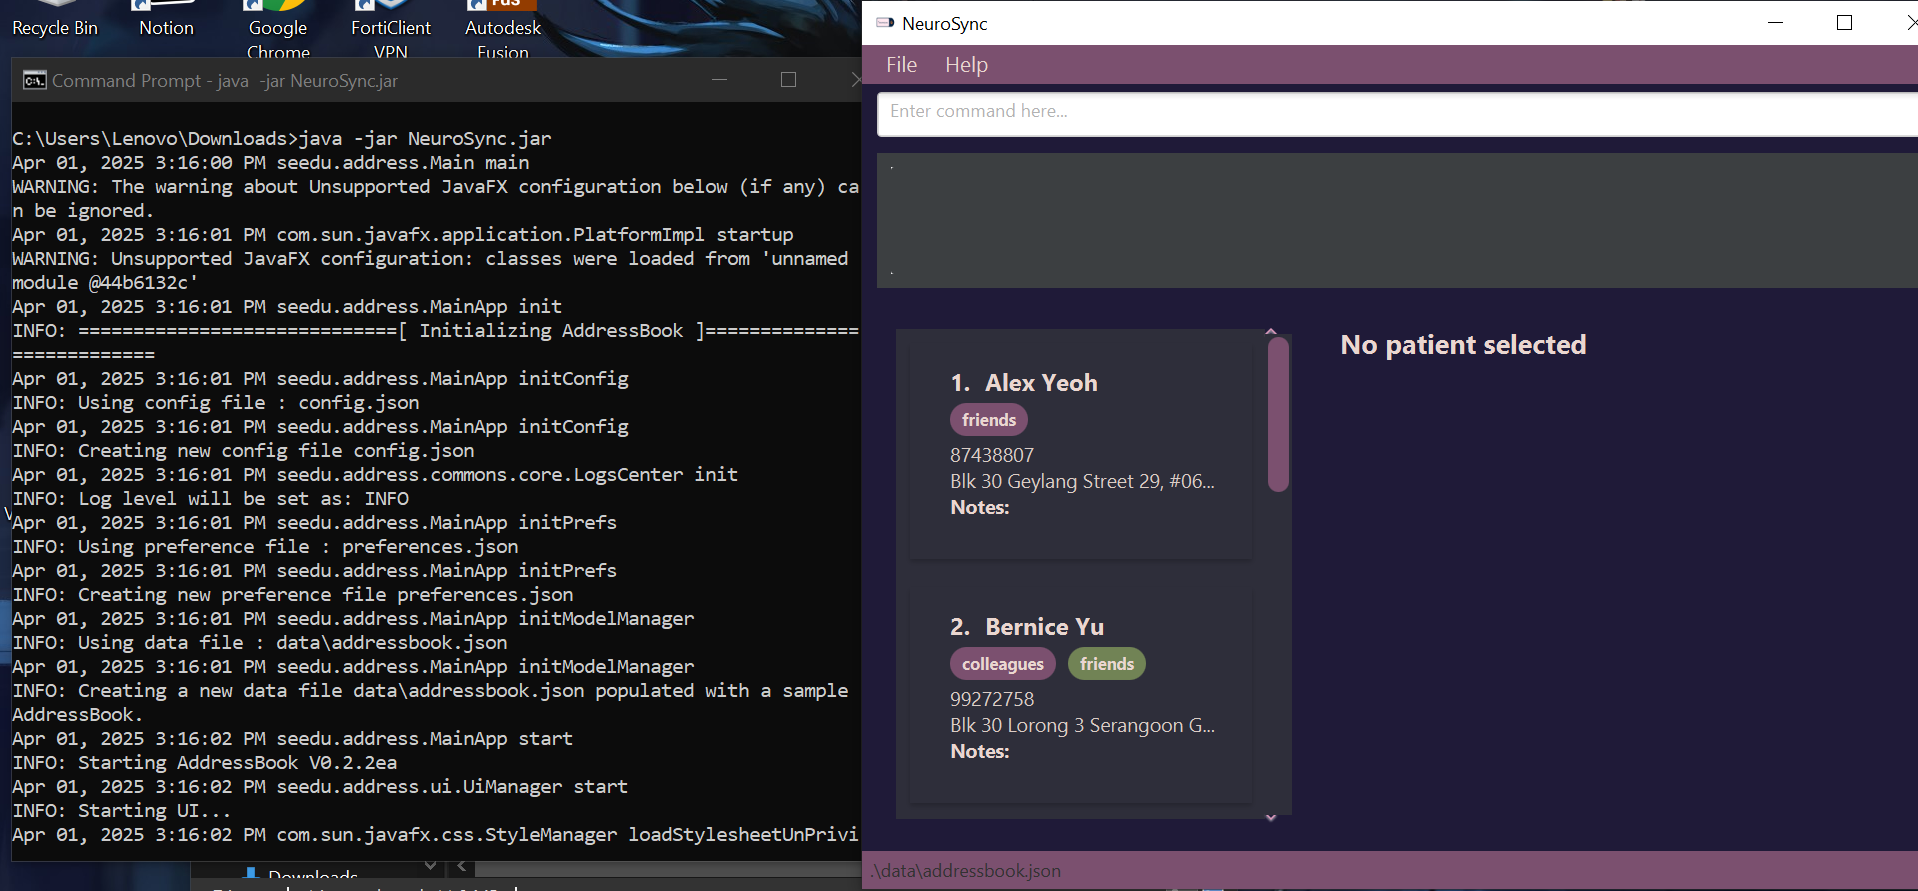 Recycle Bin
Notion
Google
Chrome
FortiClient
VPN
Autodesk
Fusion
Command Prompt - java  -jar NeuroSync.jar
C:\Users\Lenovo\Downloads>java -jar NeuroSync.jar
Apr 01, 2025 3:16:00 PM seedu.address.Main main
WARNING: The warning about Unsupported JavaFX configuration below (if any) ca
n be ignored.
Apr 01, 2025 3:16:01 PM com.sun.javafx.application.PlatformImpl startup
WARNING: Unsupported JavaFX configuration: classes were loaded from 'unnamed
module @44b6132c'
Apr 01, 2025 3:16:01 PM seedu.address.MainApp init
INFO: =============================[ Initializing AddressBook ]==============
=============
Apr 01, 2025 3:16:01 PM seedu.address.MainApp initConfig
INFO: Using config file : config.json
Apr 01, 2025 3:16:01 PM seedu.address.MainApp initConfig
INFO: Creating new config file config.json
Apr 01, 2025 3:16:01 PM seedu.address.commons.core.LogsCenter init
INFO: Log level will be set as: INFO
Apr 01, 2025 3:16:01 PM seedu.address.MainApp initPrefs
INFO: Using preference file : preferences.json
Apr 01, 2025 3:16:01 PM seedu.address.MainApp initPrefs
INFO: Creating new preference file preferences.json
Apr 01, 2025 3:16:01 PM seedu.address.MainApp initModelManager
INFO: Using data file : data\addressbook.json
Apr 01, 2025 3:16:01 PM seedu.address.MainApp initModelManager
INFO: Creating a new data file data\addressbook.json populated with a sample
AddressBook.
Apr 01, 2025 3:16:02 PM seedu.address.MainApp start
INFO: Starting AddressBook V0.2.2ea
Apr 01, 2025 3:16:02 PM seedu.address.ui.UiManager start
INFO: Starting UI...
Apr 01, 2025 3:16:02 PM com.sun.javafx.css.StyleManager loadStylesheetUnPrivi
Downloads
NeuroSync
File Help
Enter command here...
1. Alex Yeoh
friends
87438807
Blk 30 Geylang Street 29, #06...
Notes:
2. Bernice Yu
colleagues friends
99272758
Blk 30 Lorong 3 Serangoon G...
Notes:
No patient selected
.\data\addressbook.json